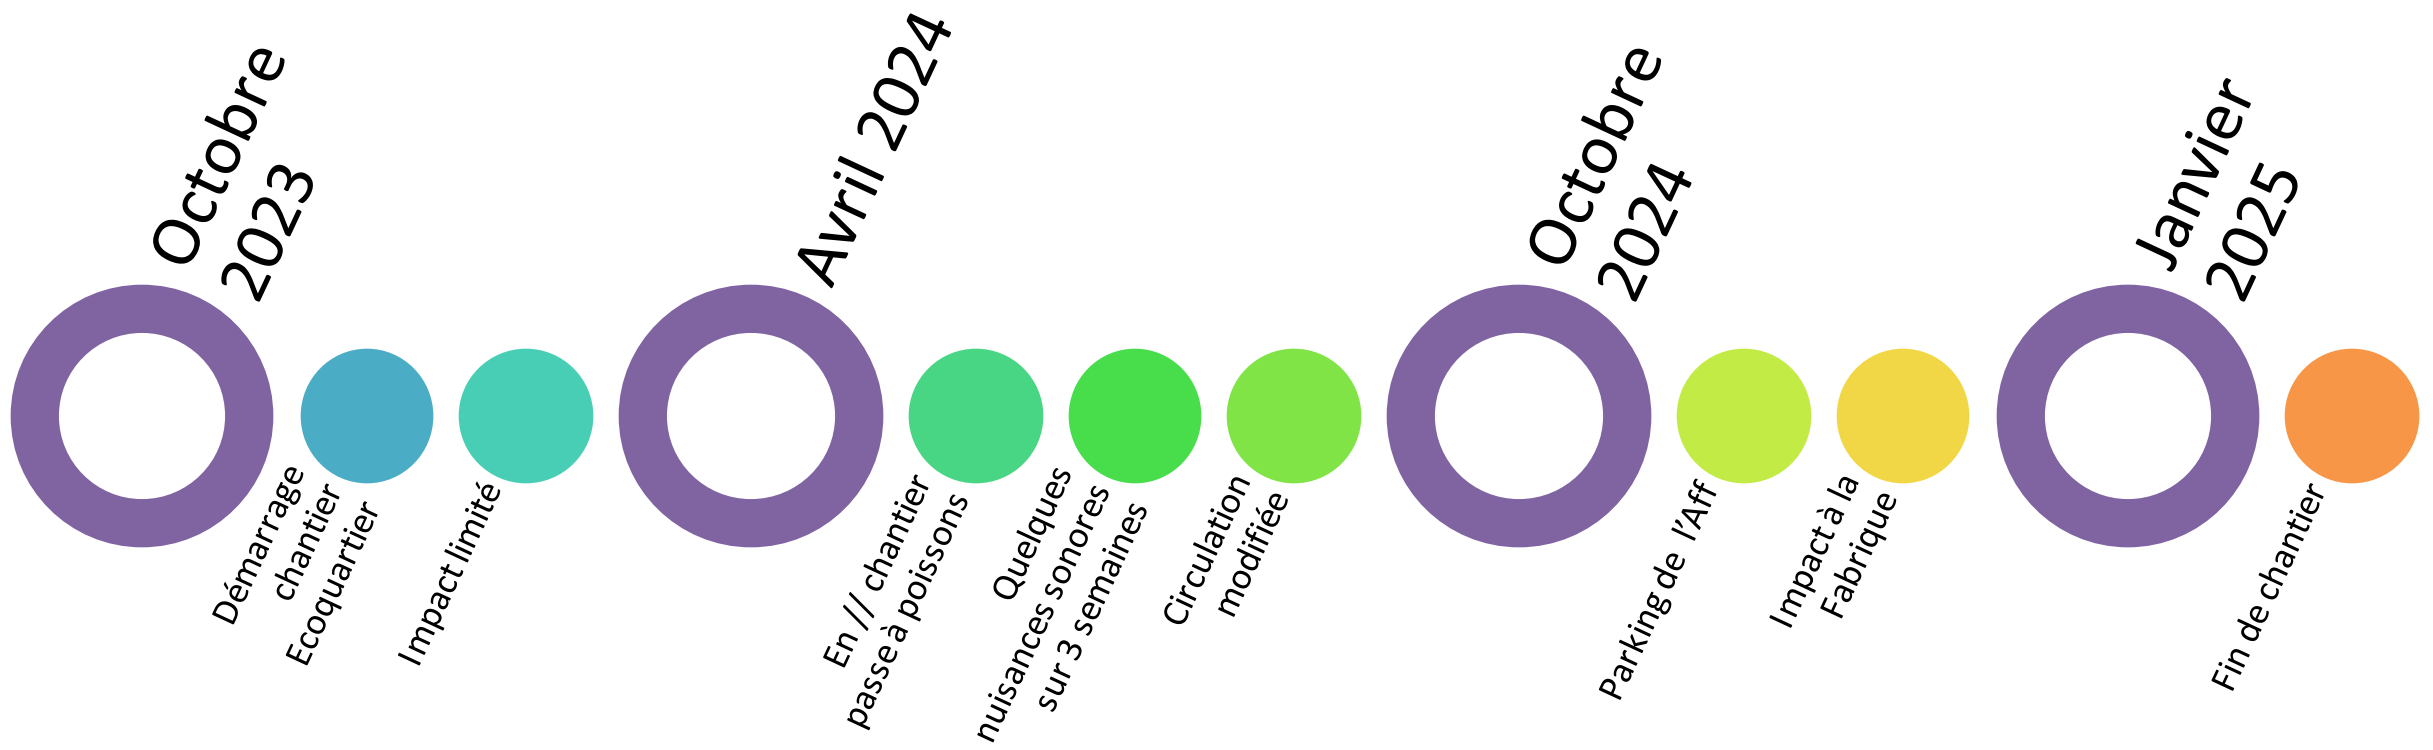 Octobre
2023
Démarrage
chantier
Ecoquartier
Impact limité
Avril 2024
En // chantier
passe à poissons
Quelques
nuisances sonores
sur 3 semaines
Circulation
modifiée
Octobre
2024
Parking de l’Aff
Impact à la
Fabrique
Janvier
2025
Fin de chantier